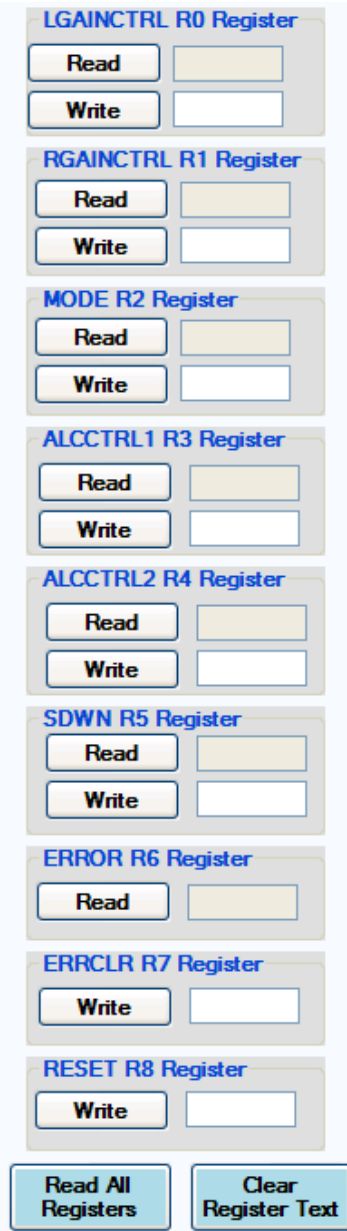 LGAINCTRL R0 Register
Read
Write
RGAINCTRL R1 Register
Read
Write
MODE R2 Register
Read
Write
ALCCTRL1 R3 Register
Read
Write
ALCCTRL2 R4 Register
Read
Write
SDWN R5 Register
Read
Write
ERROR R6 Register
Read
ERRCLR R7 Register
Write
RESET R8 Register
Write
Read All
Registers
Clear
Register Text